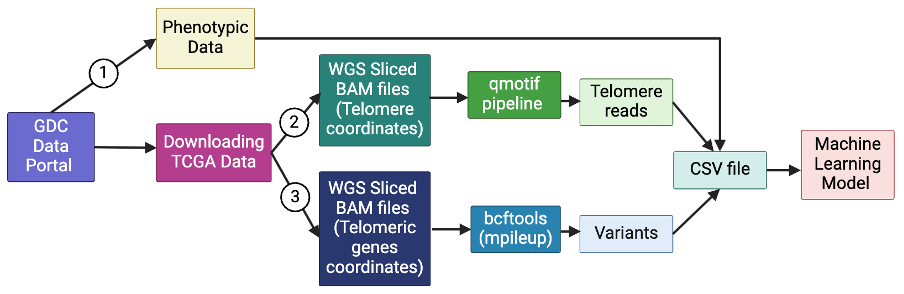 Phenotypic
Data
1
GDC
Data
Portal
Downloading
TCGA Data
2
3
WGS Sliced
BAM files
(Telomere
coordinates)
qmotif
pipeline
Telomere
reads
WGS Sliced
BAM files
(Telomeric
genes
coordinates)
bcftools
(mpileup)
Variants
CSV file
Machine
Learning
Model